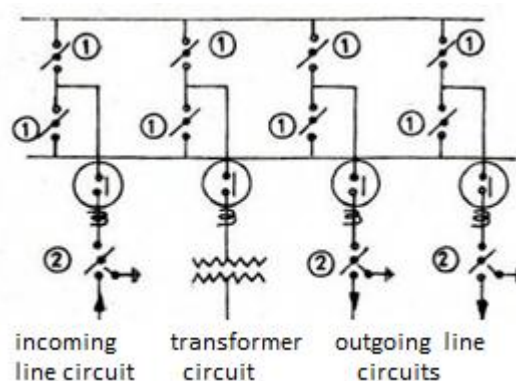 ① ① ① ①
① ① ① ①
② ② ②
incoming transformer outgoing line
line circuit circuit circuits